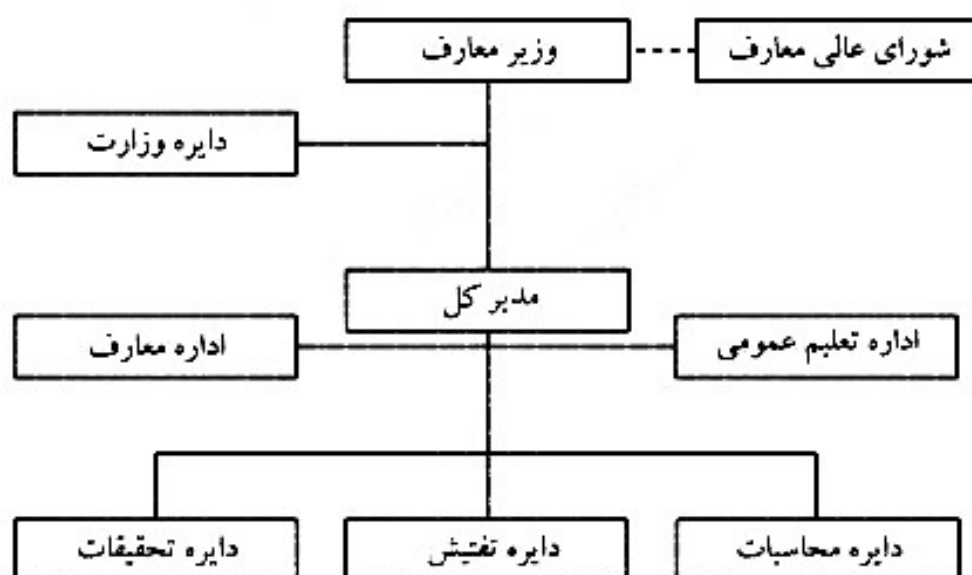 شورای عالی معارف
وزیر معارف
دایره وزارت
مدیر کل
اداره تعلیم عمومی
اداره معارف
دایره محاسبات
دایره تفتیش
دایره تحقیقات